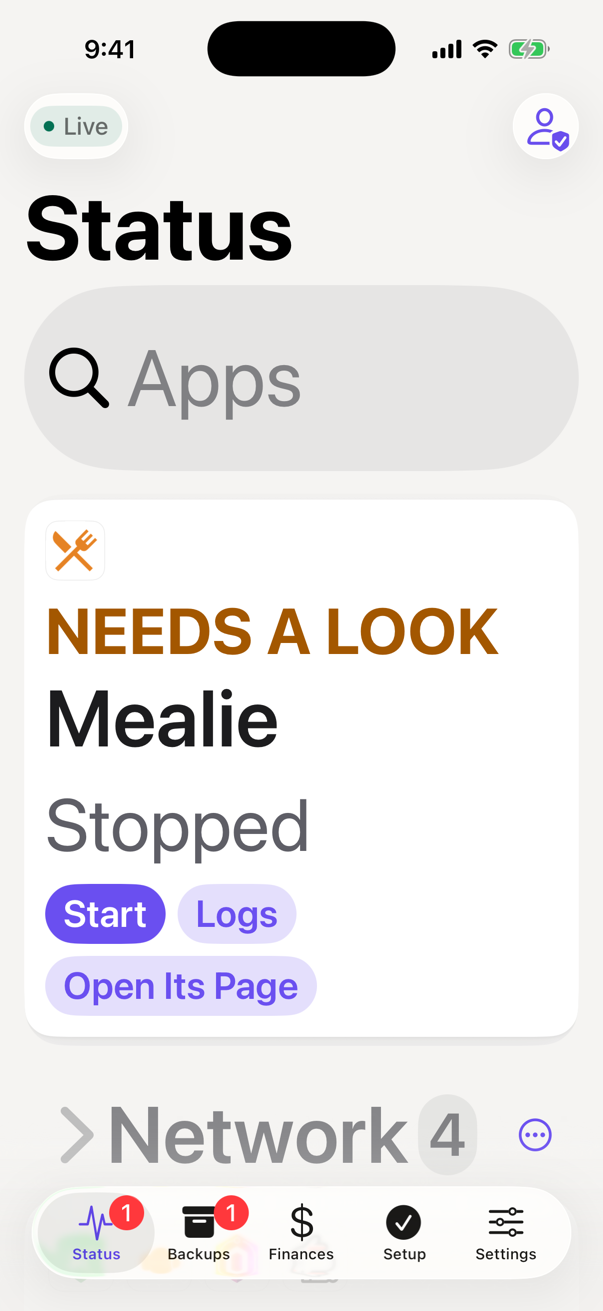 9:41
Live
Status
Apps
NEEDS A LOOK
Mealie
Stopped
Start
Logs
Open Its Page
Network 4
1
1
Status
Backups
Finances
Setup
Settings